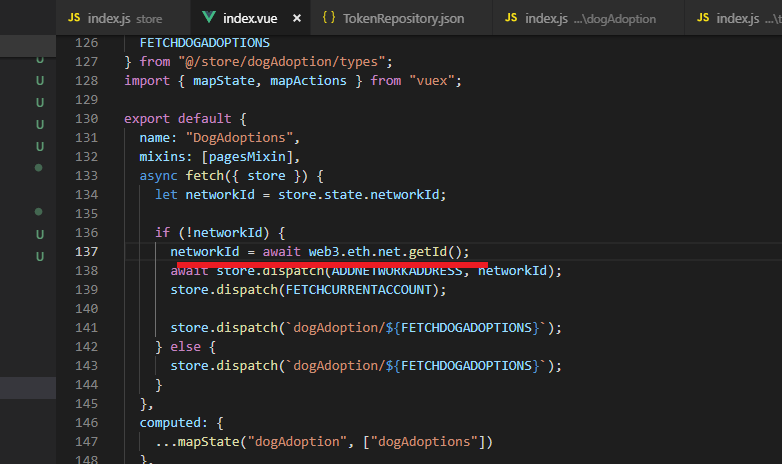 JS index.js store index.vue × { } TokenRepository.json JS index.js ...\dogAdoption JS index.js ...\t
126 FETCHDOGADOPTIONS
127 } from "@/store/dogAdoption/types";
128 import { mapState, mapActions } from "vuex";
129
130 export default {
131 name: "DogAdoptions",
132 mixins: [pagesMixin],
133 async fetch({ store }) {
134 let networkId = store.state.networkId;
135
136 if (!networkId) {
137 networkId = await web3.eth.net.getId();
138 await store.dispatch(ADDNETWORKADDRESS, networkId);
139 store.dispatch(FETCHCURRENTACCOUNT);
140
141 store.dispatch(`dogAdoption/${FETCHDOGADOPTIONS}`);
142 } else {
143 store.dispatch(`dogAdoption/${FETCHDOGADOPTIONS}`);
144 }
145 },
146 computed: {
147 ...mapState("dogAdoption", ["dogAdoptions"])
148 },
U
U
U
U
U
U
U